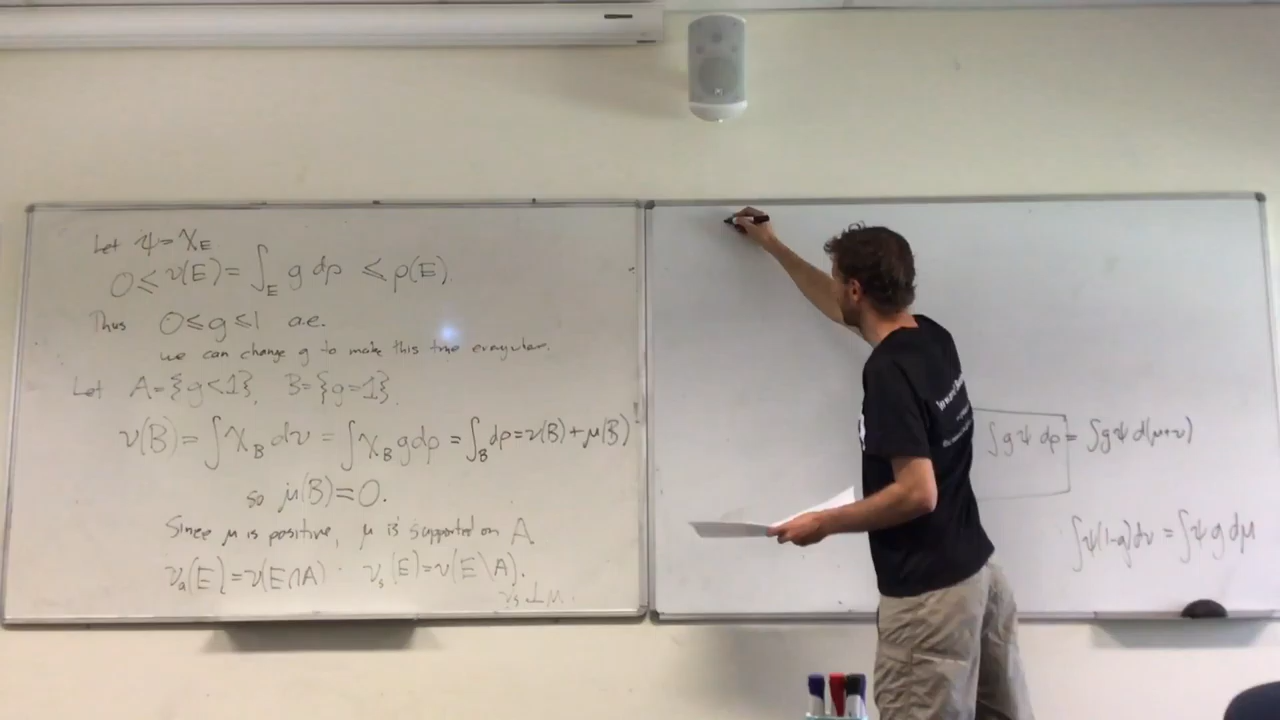 Let ψ = χ_E
0 ≤ ν(E) = ∫_E g dρ ≤ ρ(E)
Thus 0 ≤ g ≤ 1 a.e.
we can change g to make this true everywhere.
Let A = {g<1}, B = {g=1}.
ν(B) = ∫ χ_B dν = ∫ χ_B g dρ = ∫_B dρ = ν(B) + μ(B)
so μ(B) = 0.
Since μ is positive, μ is supported on A
ν_a(E) = ν(E∩A) · ν_s(E) = ν(E\A).
ν_s ⊥ μ.
∫gψ dρ = ∫gψ d(μ+ν)
∫ψ(1-g)dν = ∫ψ g dμ